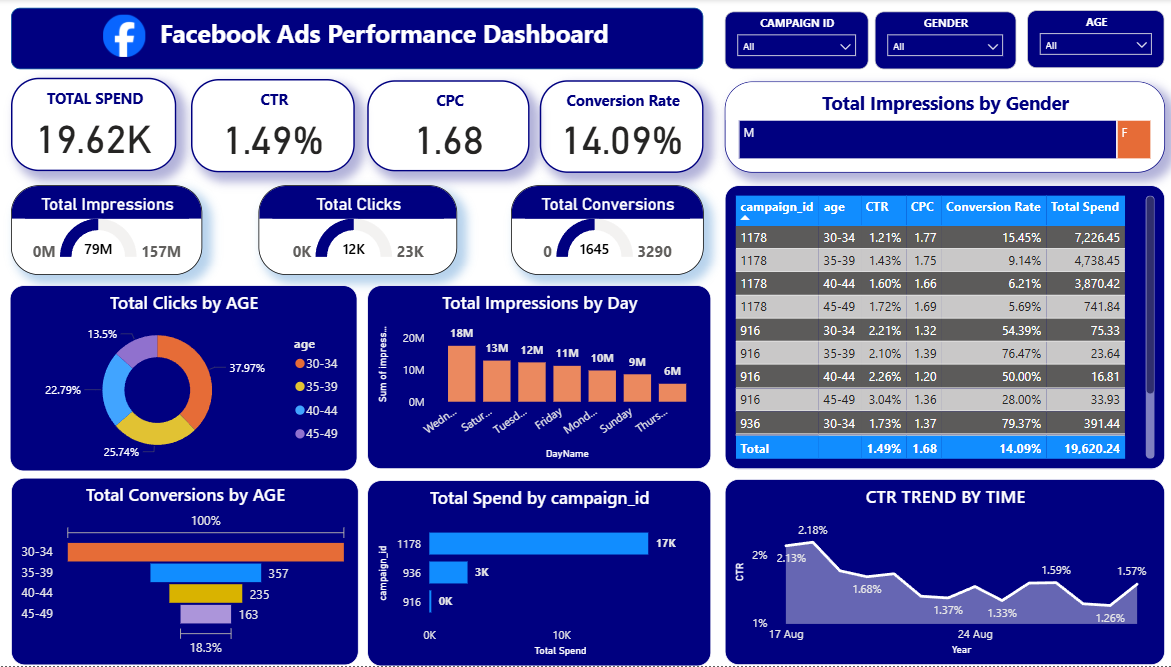 Facebook Ads Performance Dashboard
CAMPAIGN ID
All
GENDER
All
AGE
All
TOTAL SPEND
19.62K
CTR
1.49%
CPC
1.68
Conversion Rate
14.09%
Total Impressions by Gender
M
F
Total Impressions
0M
79M
157M
Total Clicks
0K
12K
23K
Total Conversions
0
1645
3290
campaign_id age CTR CPC Conversion Rate Total Spend
1178 30-34 1.21% 1.77 15.45% 7,226.45
1178 35-39 1.43% 1.75 9.14% 4,738.45
1178 40-44 1.60% 1.66 6.21% 3,870.42
1178 45-49 1.72% 1.69 5.69% 741.84
916 30-34 2.21% 1.32 54.39% 75.33
916 35-39 2.10% 1.39 76.47% 23.64
916 40-44 2.26% 1.20 50.00% 16.81
916 45-49 3.04% 1.36 28.00% 33.93
936 30-34 1.73% 1.37 79.37% 391.44
Total 1.49% 1.68 14.09% 19,620.24
Total Clicks by AGE
13.5%
37.97%
22.79%
25.74%
age
30-34
35-39
40-44
45-49
Total Impressions by Day
Sum of impress...
20M
10M
0M
18M
13M
12M
11M
10M
9M
6M
Wedn...
Satur...
Tuesd...
Friday
Mond...
Sunday
Thurs...
DayName
Total Conversions by AGE
100%
30-34
35-39
357
40-44
235
45-49
163
18.3%
Total Spend by campaign_id
campaign_id
1178
17K
936
3K
916
0K
0K
10K
Total Spend
CTR TREND BY TIME
CTR
2%
1%
2.13%
2.18%
1.68%
1.37%
1.33%
1.59%
1.26%
1.57%
17 Aug
24 Aug
Year